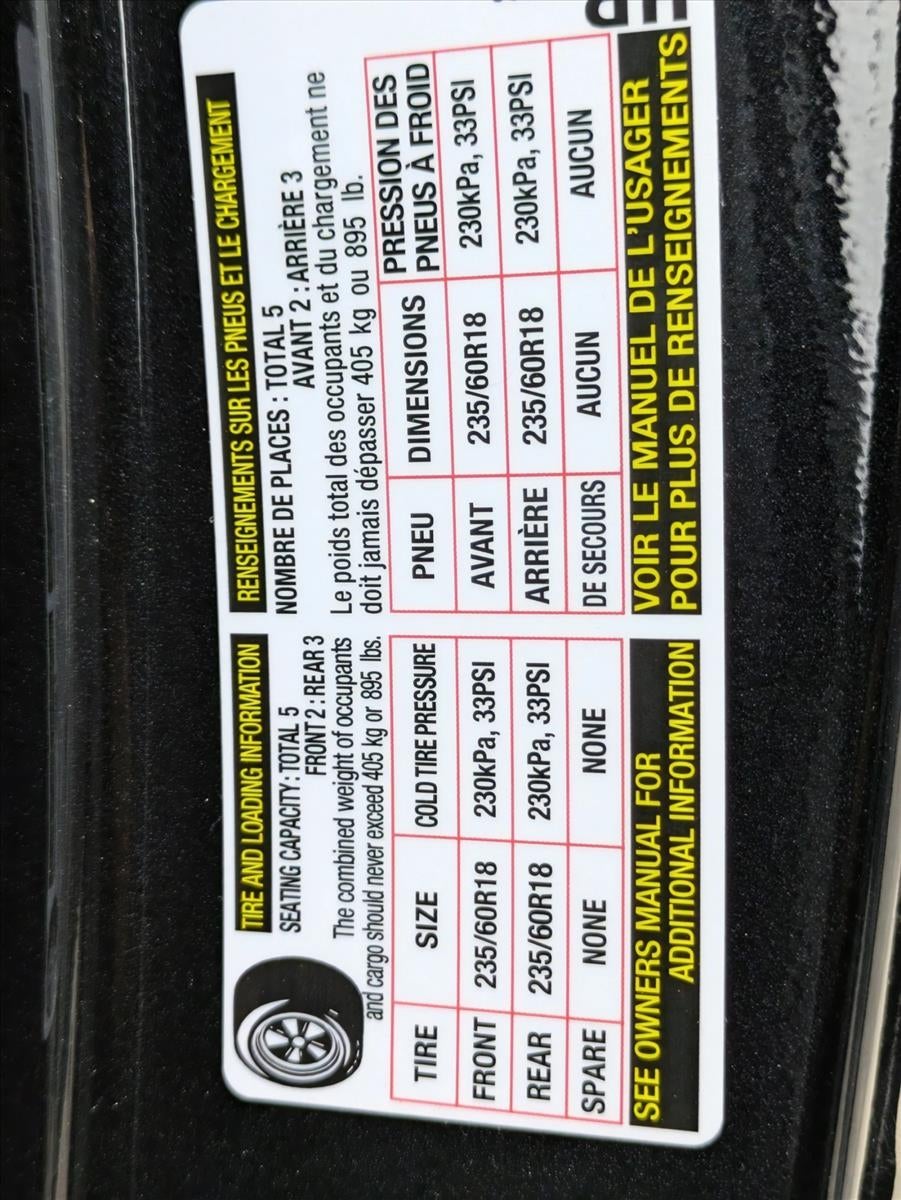 TIRE AND LOADING INFORMATION
SEATING CAPACITY : TOTAL 5
FRONT 2 : REAR 3
The combined weight of occupants
and cargo should never exceed 405 kg or 895 lbs.
TIRE SIZE COLD TIRE PRESSURE
FRONT 235/60R18 230kPa, 33PSI
REAR 235/60R18 230kPa, 33PSI
SPARE NONE NONE
SEE OWNERS MANUAL FOR
ADDITIONAL INFORMATION
RENSEIGNEMENTS SUR LES PNEUS ET LE CHARGEMENT
NOMBRE DE PLACES : TOTAL 5
AVANT 2 : ARRIÈRE 3
Le poids total des occupants et du chargement ne
doit jamais dépasser 405 kg ou 895 lb.
PNEU DIMENSIONS PRESSION DES
PNEUS À FROID
AVANT 235/60R18 230kPa, 33PSI
ARRIÈRE 235/60R18 230kPa, 33PSI
DE SECOURS AUCUN AUCUN
VOIR LE MANUEL DE L'USAGER
POUR PLUS DE RENSEIGNEMENTS